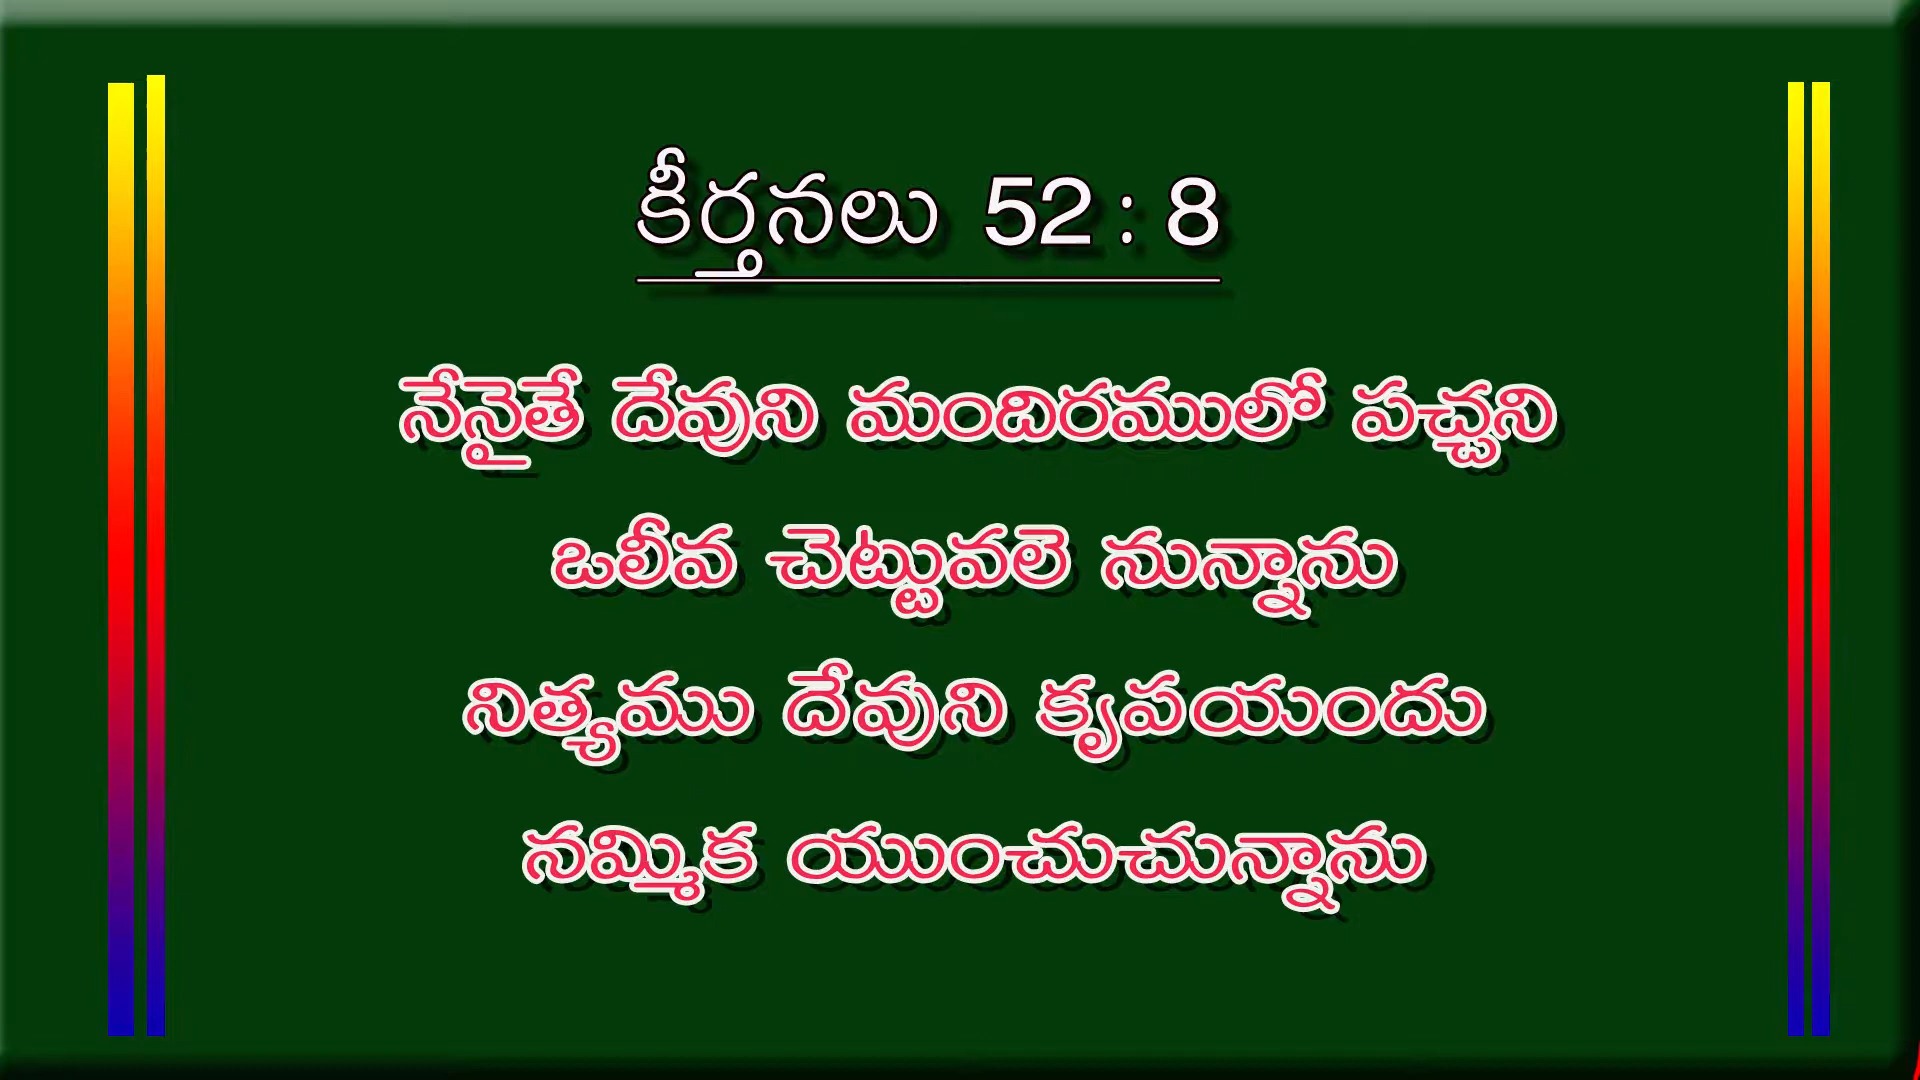 కీర్తనలు 52 : 8
నేనైతే దేవుని మందిరములో పచ్చని
ఒలీవ చెట్టువలె నున్నాను
నిత్యము దేవుని కృపయందు
నమ్మిక యుంచుచున్నాను